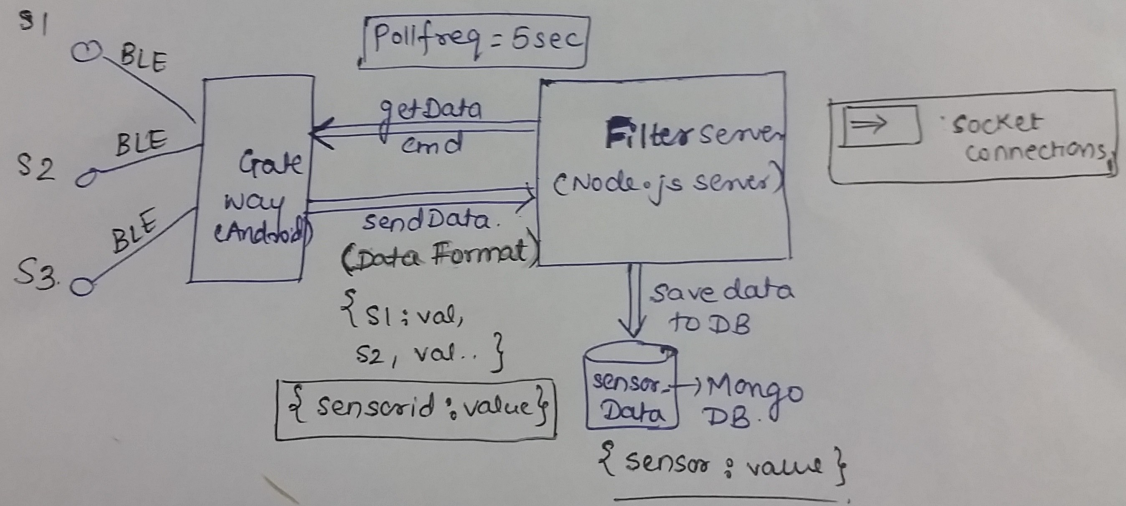 S1
BLE
S2
BLE
S3.
BLE
Gate
way
(Android)
Pollfreq = 5sec
getData
cmd
sendData.
(Data Format)
{ S1 : val,
S2, val.. }
{ sensorid : value}
Filter server
(Node.js server)
save data
to DB
sensor
Data
Mongo
DB.
{ sensor : value }
: socket
connections